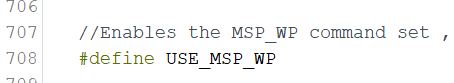 706
707 //Enables the MSP_WP command set ,
708 #define USE_MSP_WP
709